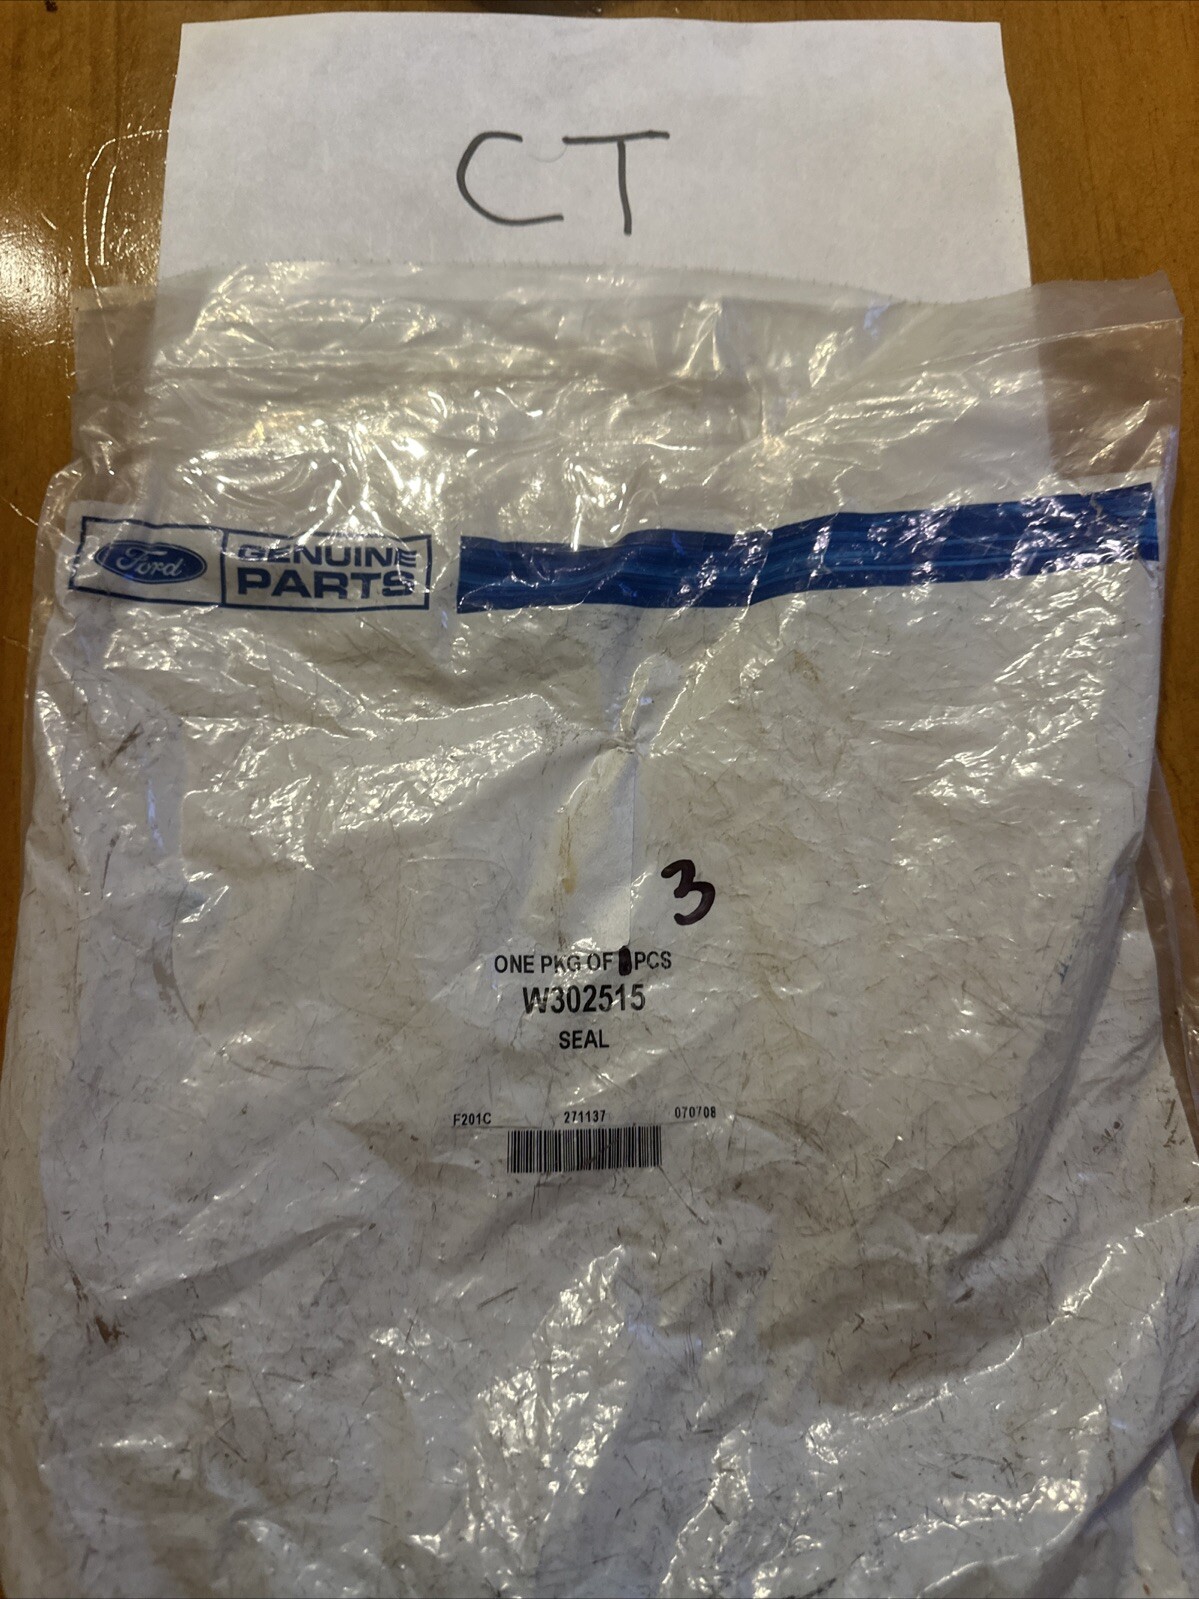 CT
Ford
GENUINE
PARTS
3
ONE PKG OF PCS
W302515
SEAL
F201C 271137 070708